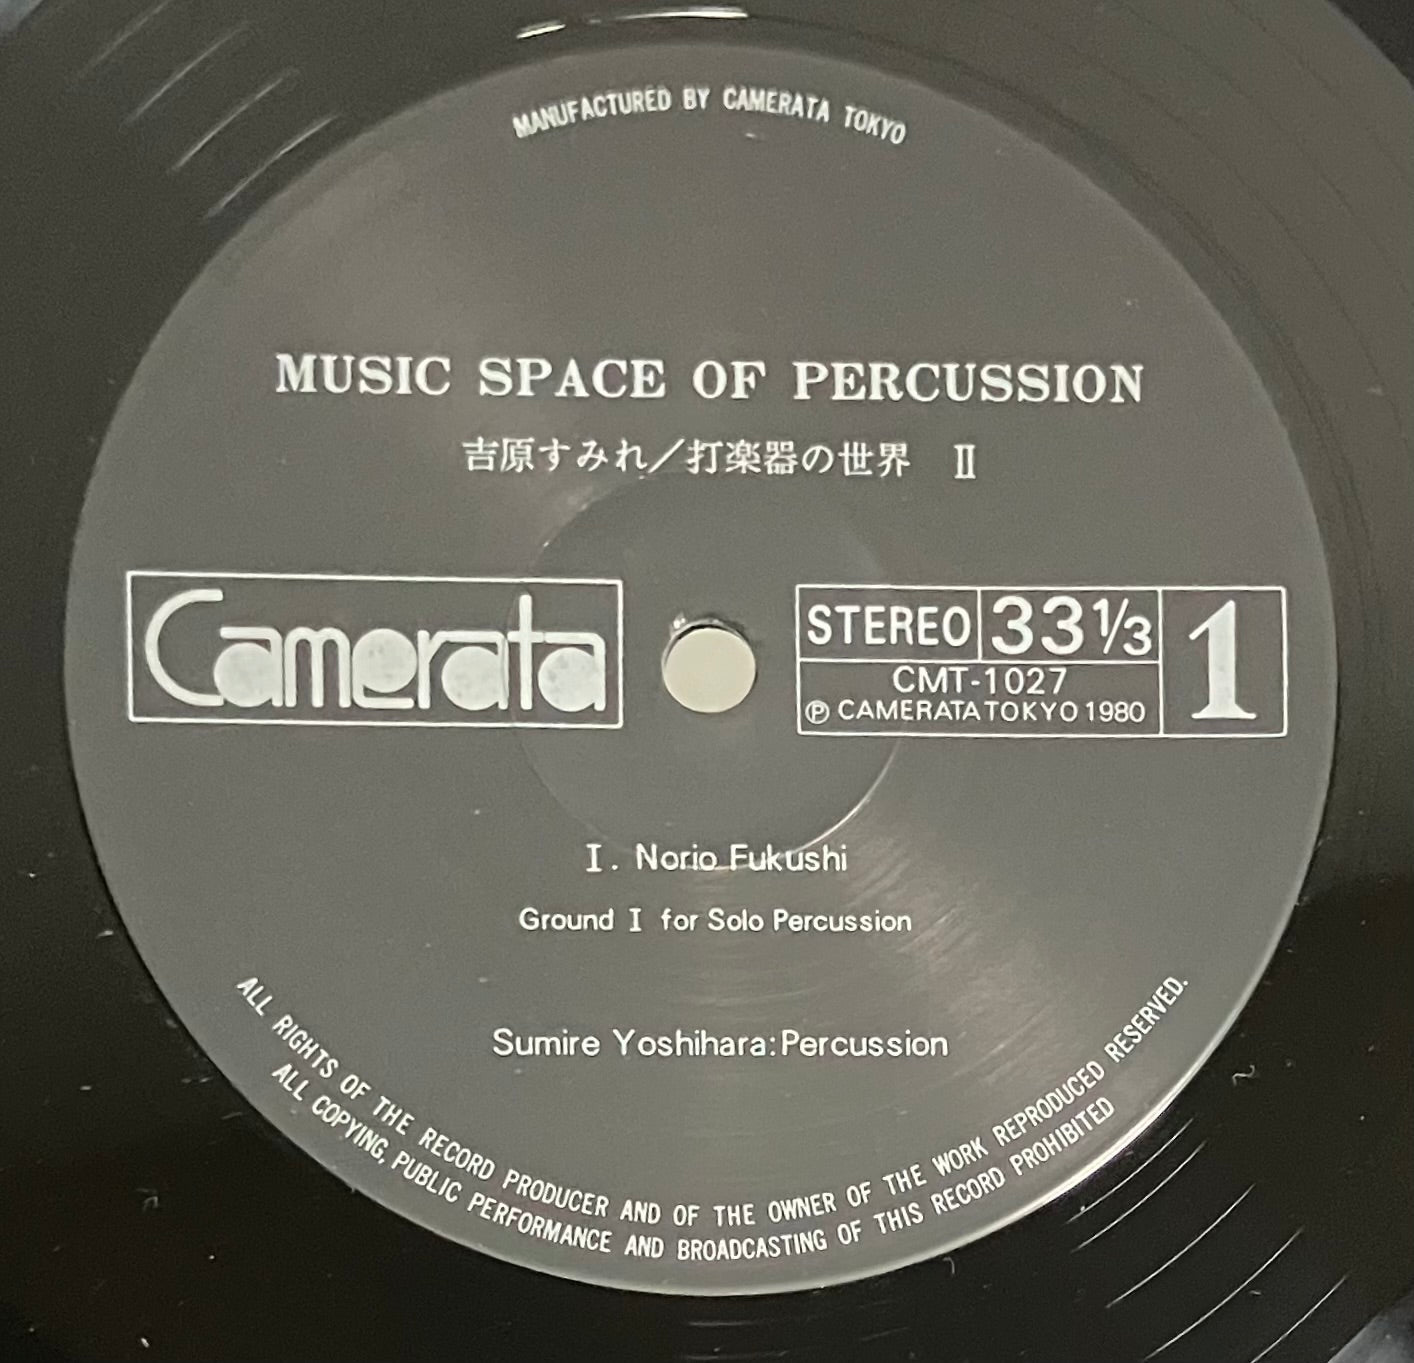 MANUFACTURED BY CAMERATA TOKYO
MUSIC SPACE OF PERCUSSION
吉原すみれ／打楽器の世界 Ⅱ
Camerata
STEREO 33 1/3
CMT-1027
℗ CAMERATA TOKYO 1980
1
Ⅰ. Norio Fukushi
Ground Ⅰ for Solo Percussion
Sumire Yoshihara:Percussion
ALL RIGHTS OF THE RECORD PRODUCER AND OF THE OWNER OF THE WORK REPRODUCED RESERVED.
ALL COPYING, PUBLIC PERFORMANCE AND BROADCASTING OF THIS RECORD PROHIBITED